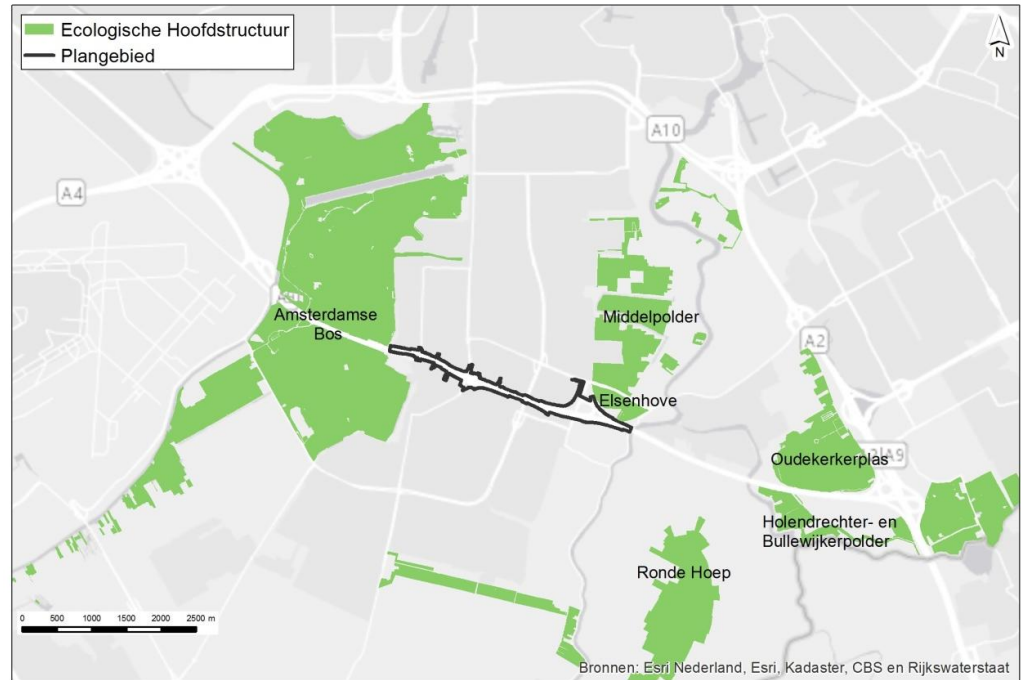 Ecologische Hoofdstructuur
Plangebied
N
A10
A4
Amsterdamse
Bos
Middelpolder
A2
Elsenhove
Oudekerkerplas
A9
Holendrechter- en
Bullewijkerpolder
Ronde Hoep
0 500 1000 1500 2000 2500 m
Bronnen: Esri Nederland, Esri, Kadaster, CBS en Rijkswaterstaat